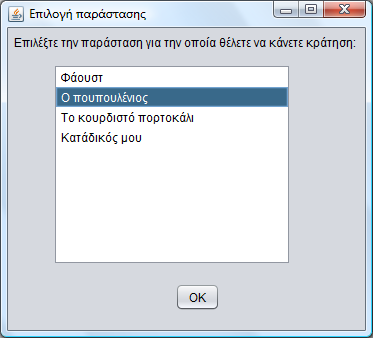 Επιλογή παράστασης
Επιλέξτε την παράσταση για την οποία θέλετε να κάνετε κράτηση:
Φάουστ
Ο πουπουλένιος
Το κουρδιστό πορτοκάλι
Κατάδικός μου
OK